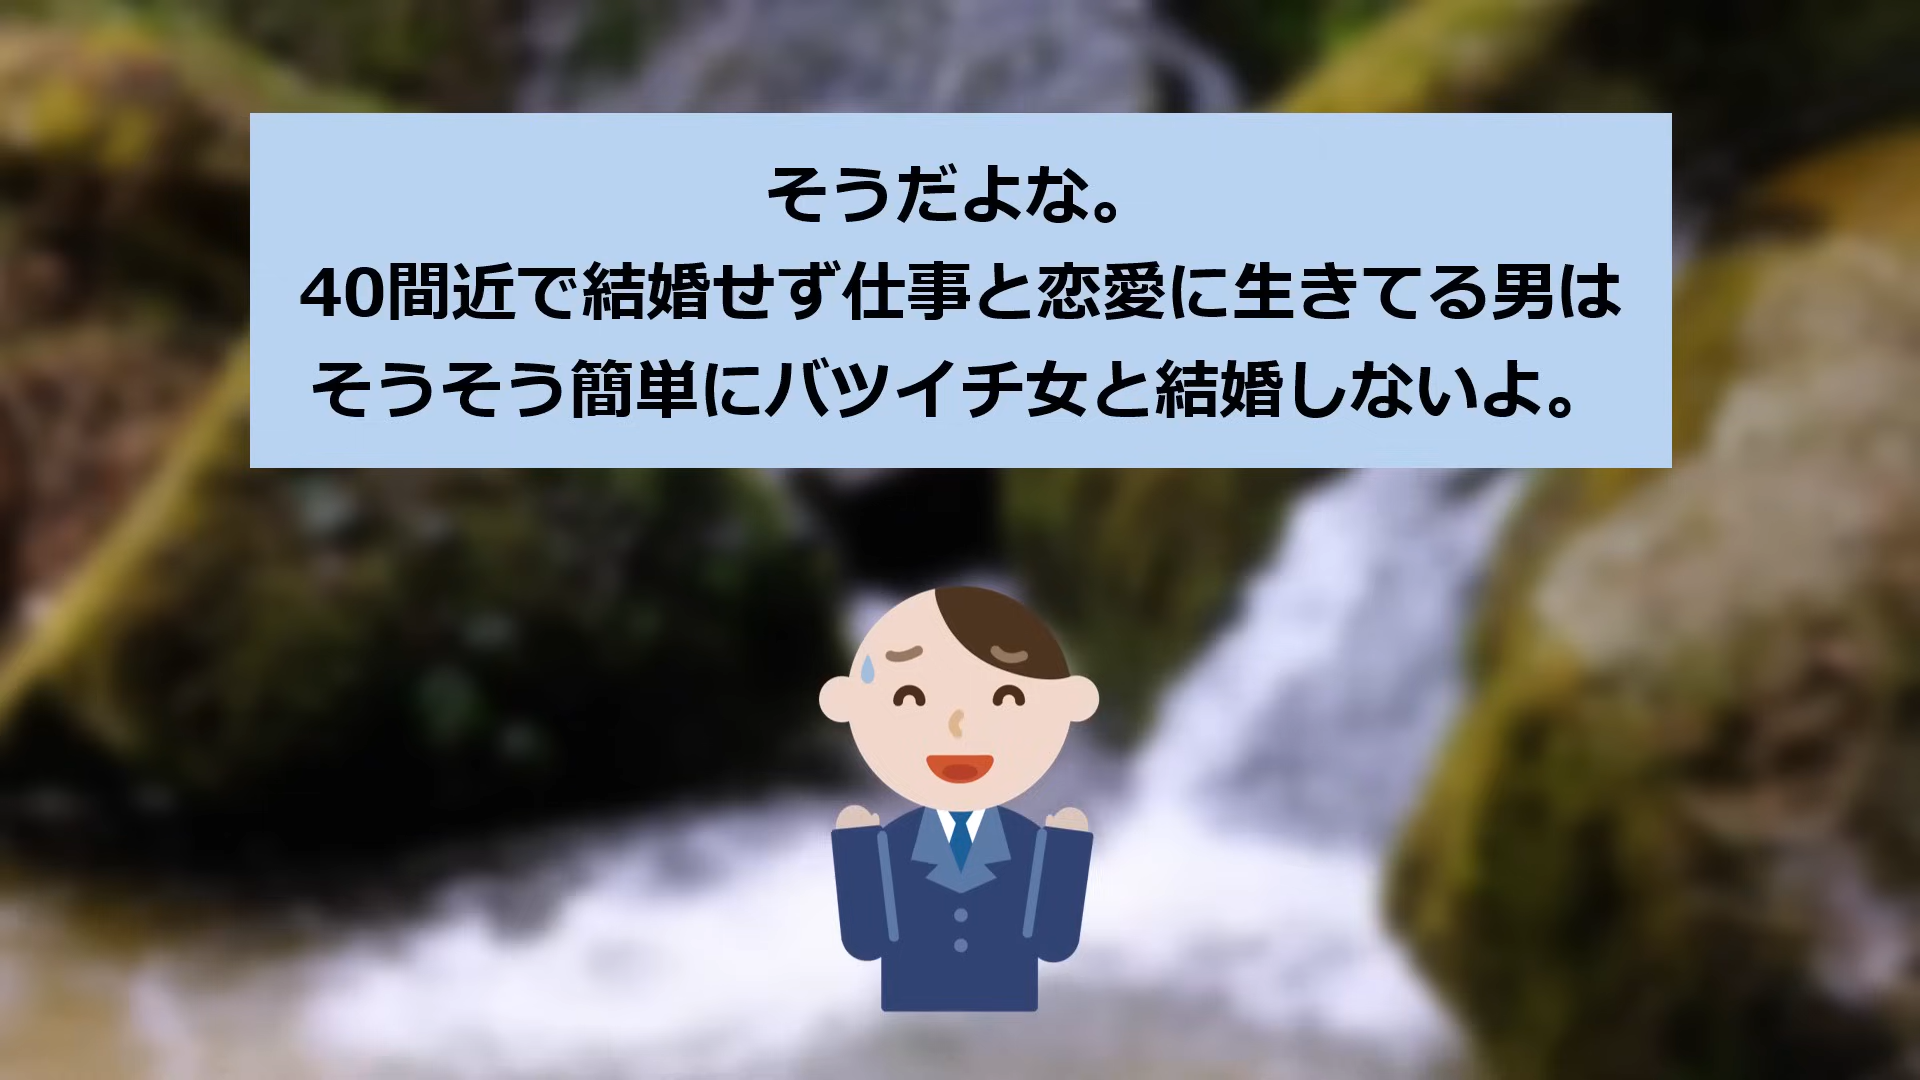 そうだよな。
40間近で結婚せず仕事と恋愛に生きてる男は
そうそう簡単にバツイチ女と結婚しないよ。